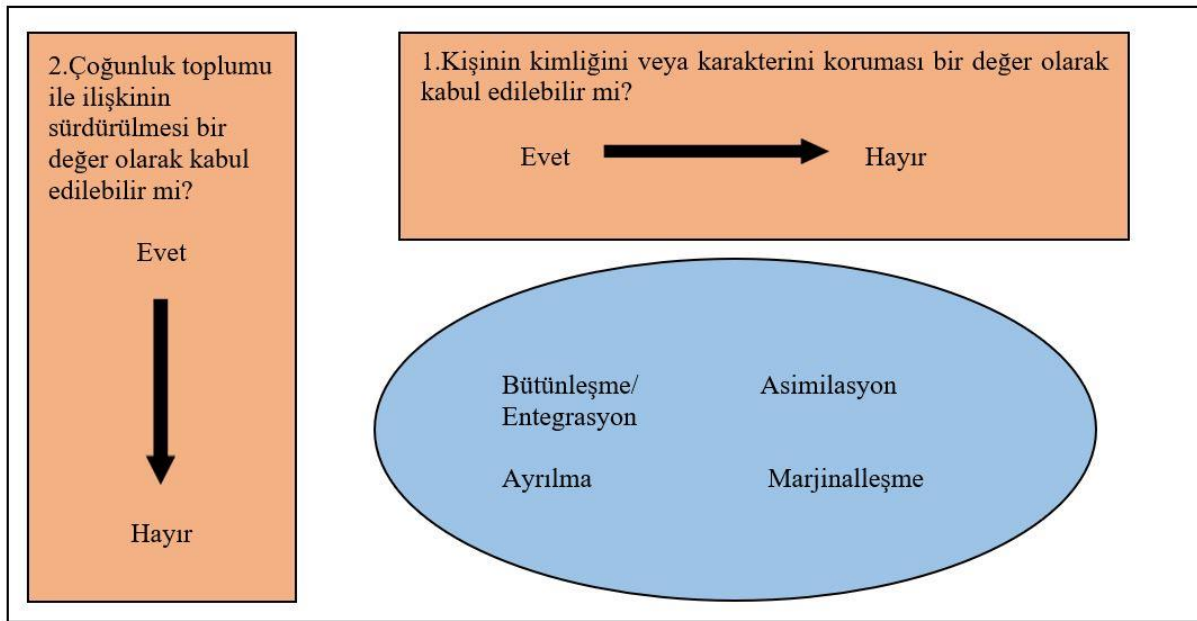 2.Çoğunluk toplumu
ile ilişkinin
sürdürülmesi bir
değer olarak kabul
edilebilir mi?
Evet
Hayır
1.Kişinin kimliğini veya karakterini koruması bir değer olarak
kabul edilebilir mi?
Evet Hayır
Bütünleşme/ Asimilasyon
Entegrasyon
Ayrılma Marjinalleşme